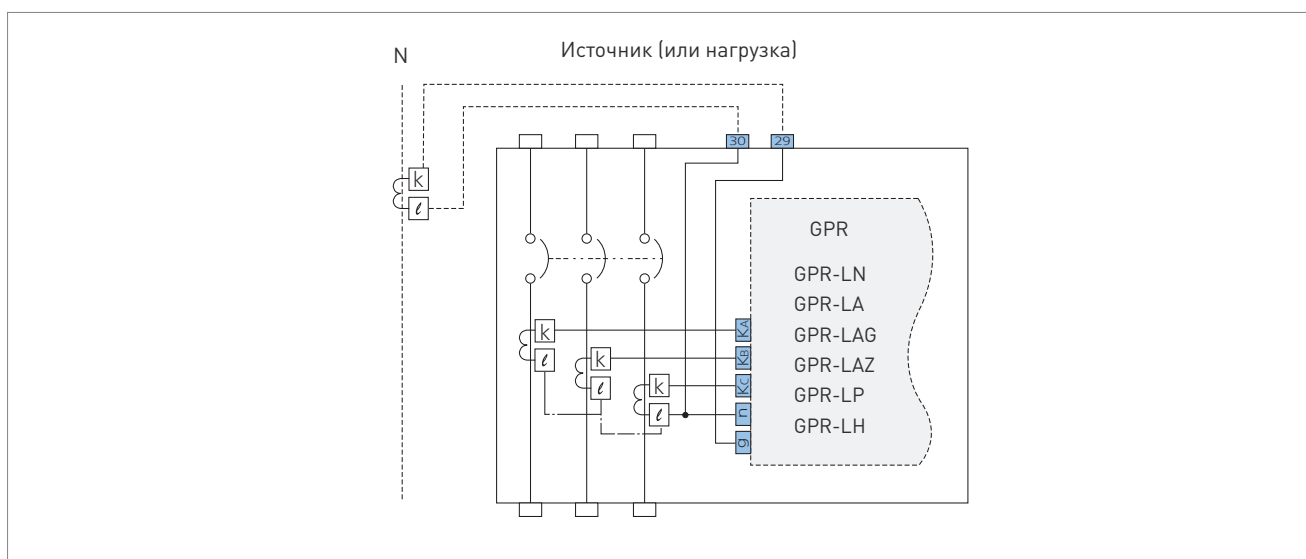 N
Источник (или нагрузка)
30
29
k
ℓ
GPR
GPR-LN
GPR-LA
GPR-LAG
GPR-LAZ
GPR-LP
GPR-LH
k
ℓ
k
ℓ
k
ℓ
KA
KB
KC
n
g